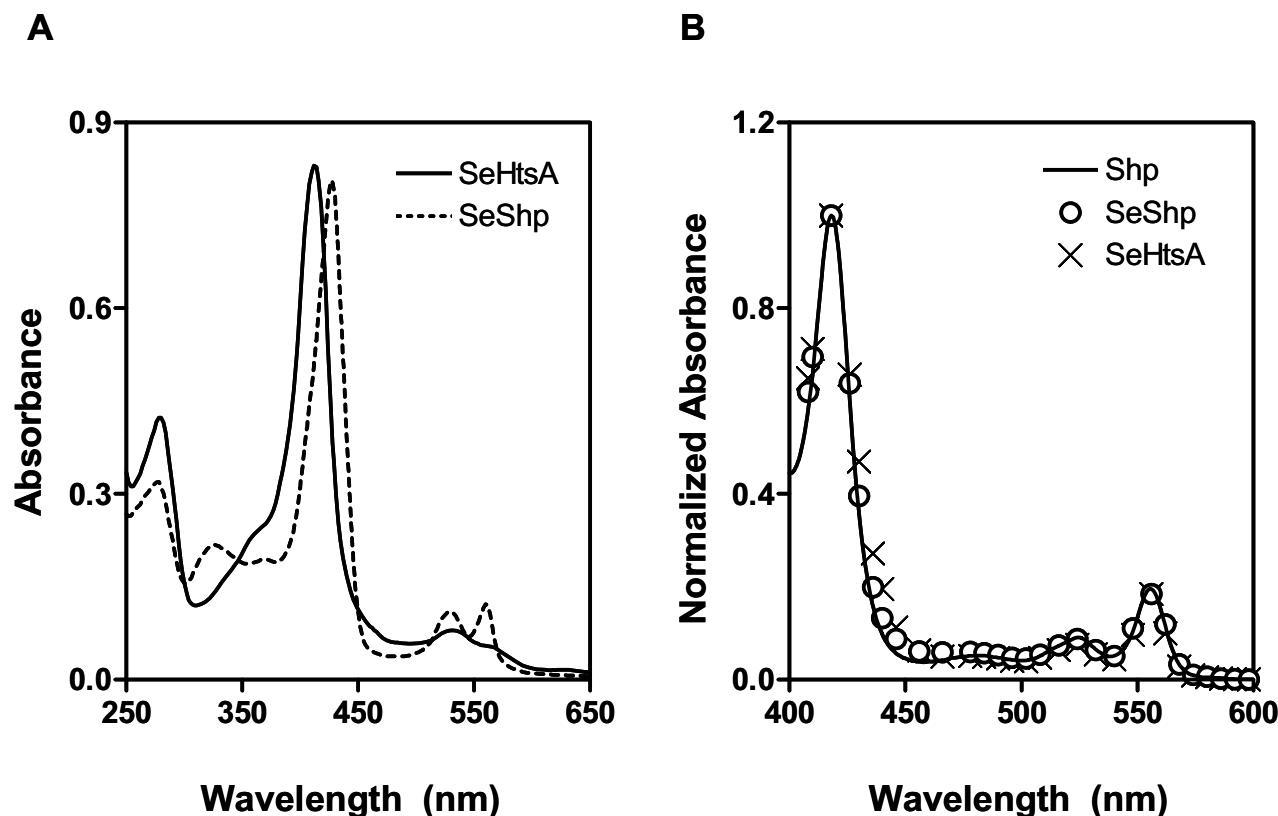 A
0.9
0.6
0.3
0.0
Absorbance
SeHtsA
SeShp
250 350 450 550 650
Wavelength (nm)
B
1.2
0.8
0.4
0.0
Normalized Absorbance
Shp
SeShp
SeHtsA
400 450 500 550 600
Wavelength (nm)